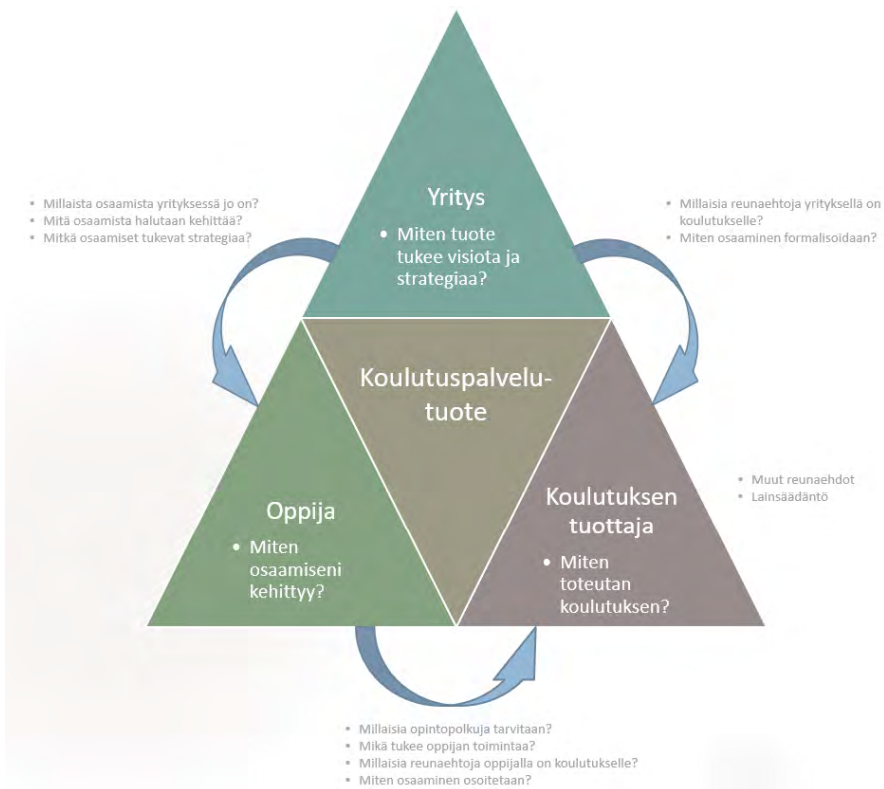 Yritys
• Miten tuote
tukee visiota ja
strategiaa?
• Millaista osaamista yrityksessä jo on?
• Mitä osaamista halutaan kehittää?
• Mitkä osaamiset tukevat strategiaa?
• Millaisia reunaehtoja yrityksellä on
koulutukselle?
• Miten osaaminen formalisoidaan?
Koulutuspalvelu-
tuote
Oppija
• Miten
osaamiseni
kehittyy?
Koulutuksen
tuottaja
• Miten
toteutan
koulutuksen?
• Muut reunaehdot
• Lainsäädäntö
• Millaisia opintopolkuja tarvitaan?
• Mikä tukee oppijan toimintaa?
• Millaisia reunaehtoja oppijalla on koulutukselle?
• Miten osaaminen osoitetaan?